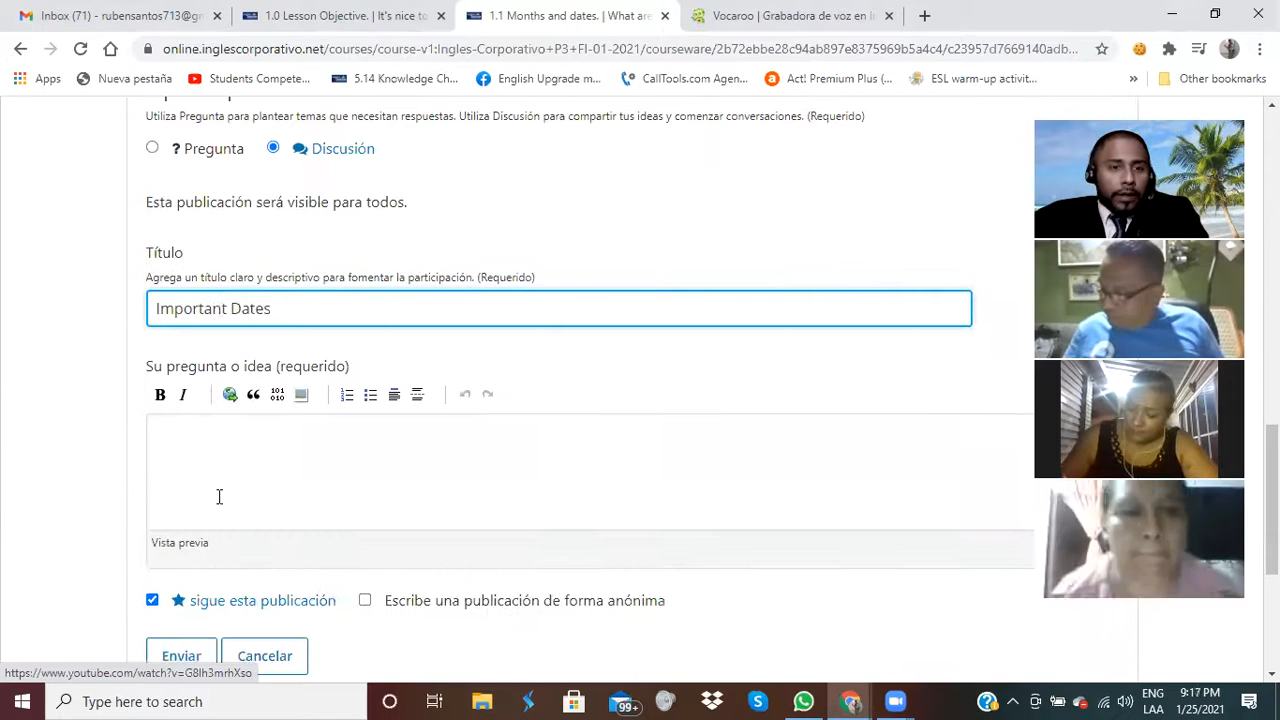 Inbox (71) - rubensantos713@g
1.0 Lesson Objective. | It's nice to
1.1 Months and dates. | What are
Vocaroo | Grabadora de voz en lí
online.inglescorporativo.net/courses/course-v1:Ingles-Corporativo+P3+FI-01-2021/courseware/2b72ebbe28c94ab897e8375969b5a4c4/c23957d7669140adb...
Apps
Nueva pestaña
Students Compete...
5.14 Knowledge Ch...
English Upgrade m...
CallTools.com Agen...
Act! Premium Plus (...
ESL warm-up activit...
»
Other bookmarks
Utiliza Pregunta para plantear temas que necesitan respuestas. Utiliza Discusión para compartir tus ideas y comenzar conversaciones. (Requerido)
? Pregunta
Discusión
Esta publicación será visible para todos.
Título
Agrega un título claro y descriptivo para fomentar la participación. (Requerido)
Important Dates
Su pregunta o idea (requerido)
B I
Vista previa
sigue esta publicación
Escribe una publicación de forma anónima
Enviar
Cancelar
https://www.youtube.com/watch?v=G8lh3mrhXso
Type here to search
99+
ENG
LAA
9:17 PM
1/25/2021